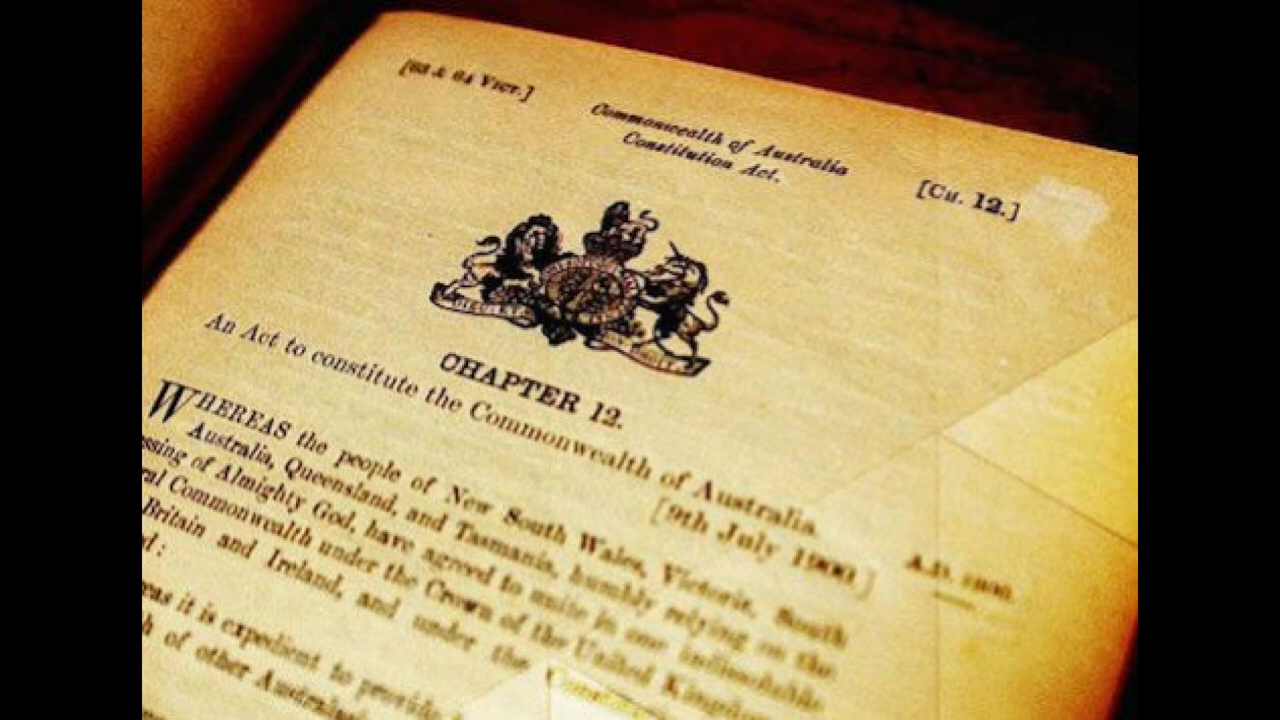 [63 & 64 VICT.]
Commonwealth of Australia
Constitution Act.
[CH. 12.]
CHAPTER 12.
An Act to constitute the Commonwealth of Australia.
[9th July 1900.]
A.D. 1900.
WHEREAS the people of New South Wales, Victoria, South
Australia, Queensland, and Tasmania, humbly relying on the
ssing of Almighty God, have agreed to unite in one indissoluble
ral Commonwealth under the Crown of the United Kingdom
Britain and Ireland, and under the
d:
eas it is expedient to provide
h of other Austral